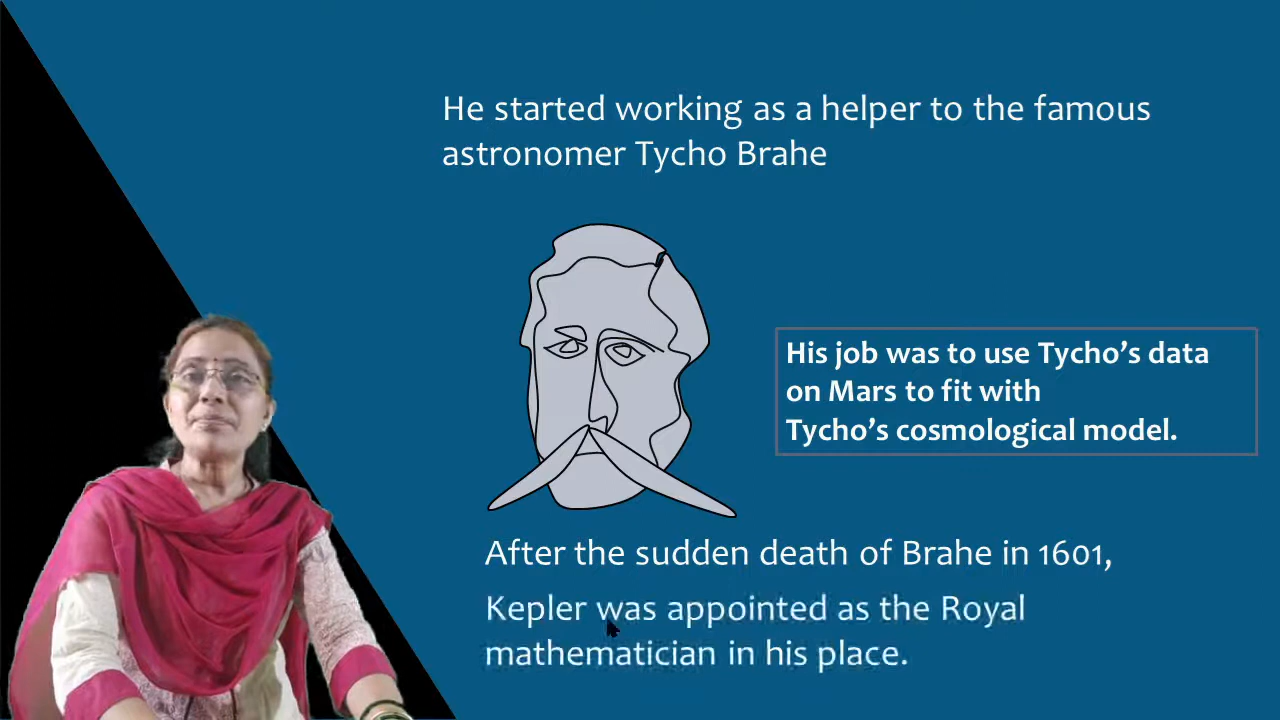 He started working as a helper to the famous
astronomer Tycho Brahe
His job was to use Tycho’s data
on Mars to fit with
Tycho’s cosmological model.
After the sudden death of Brahe in 1601,
Kepler was appointed as the Royal
mathematician in his place.